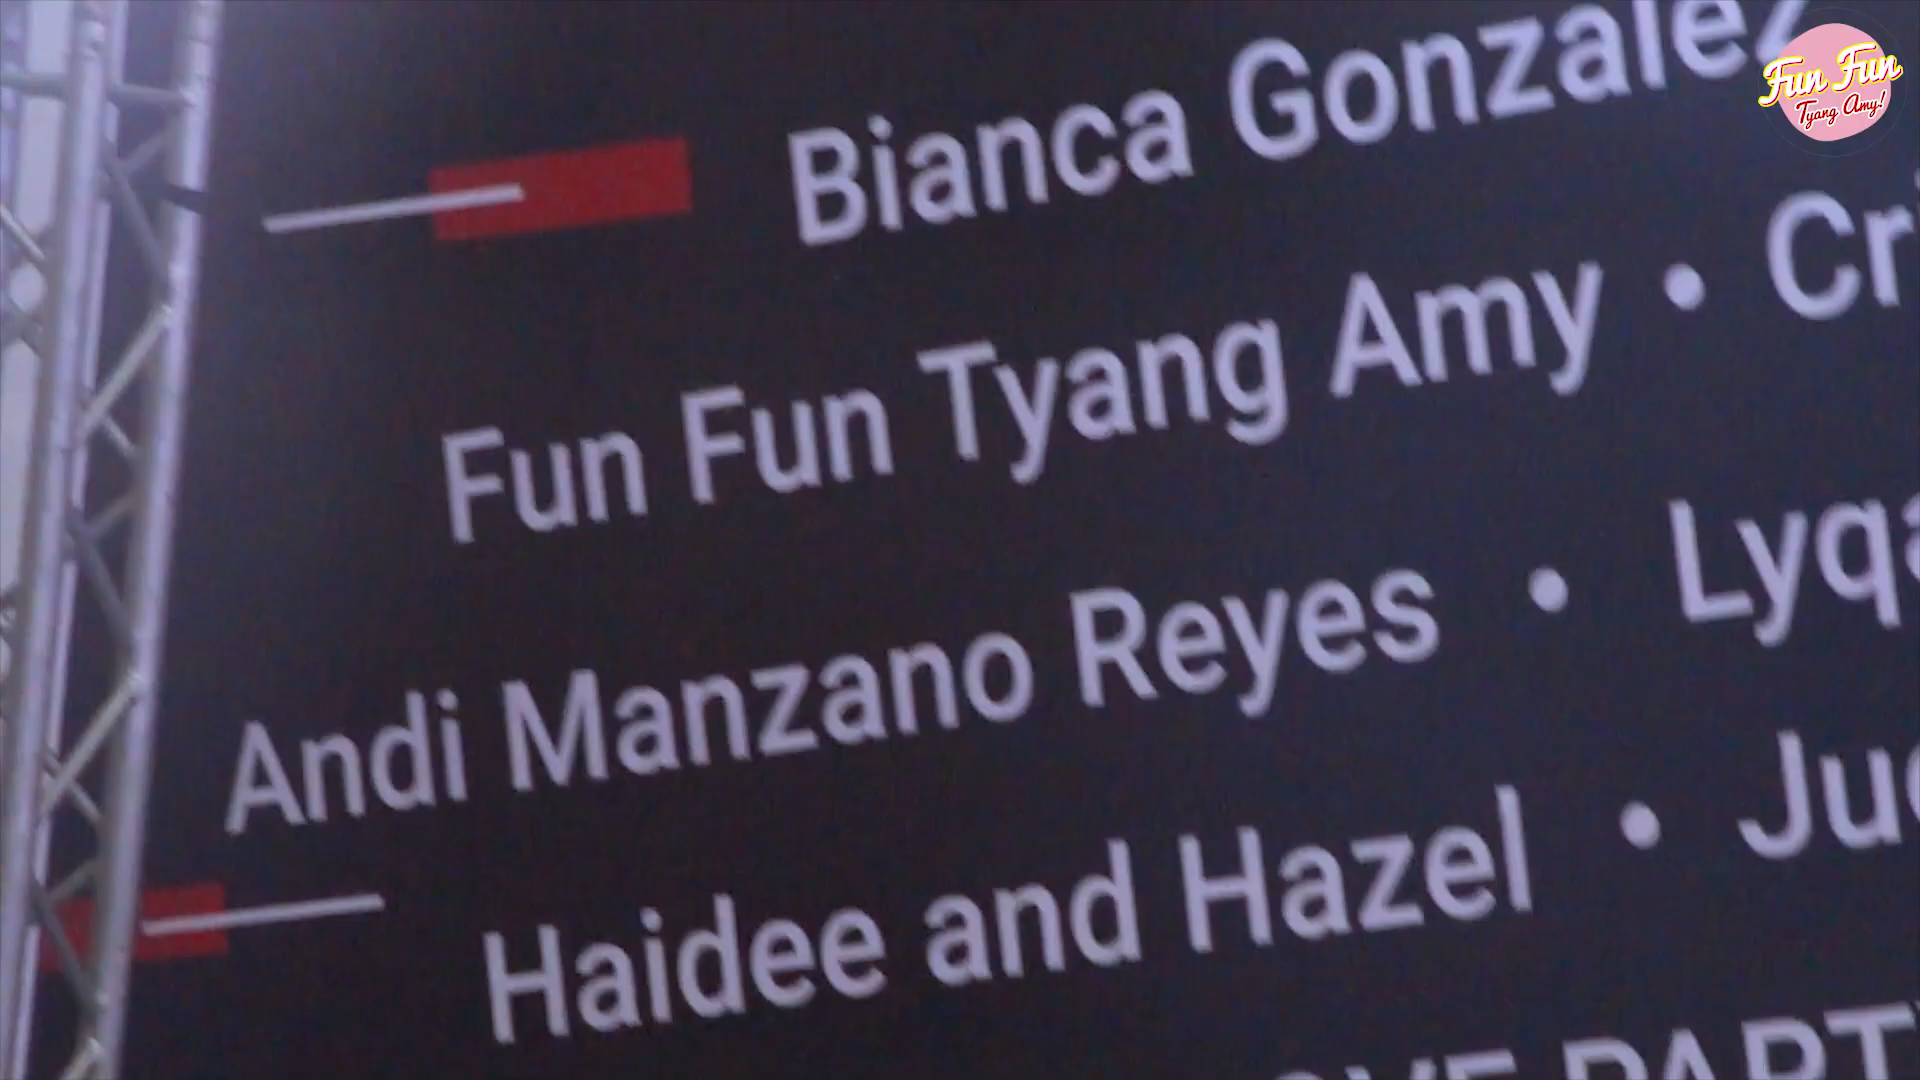 Bianca Gonzalez
Fun Fun Tyang Amy •
Andi Manzano Reyes •
Haidee and Hazel •
Fun Fun
Tyang Amy!